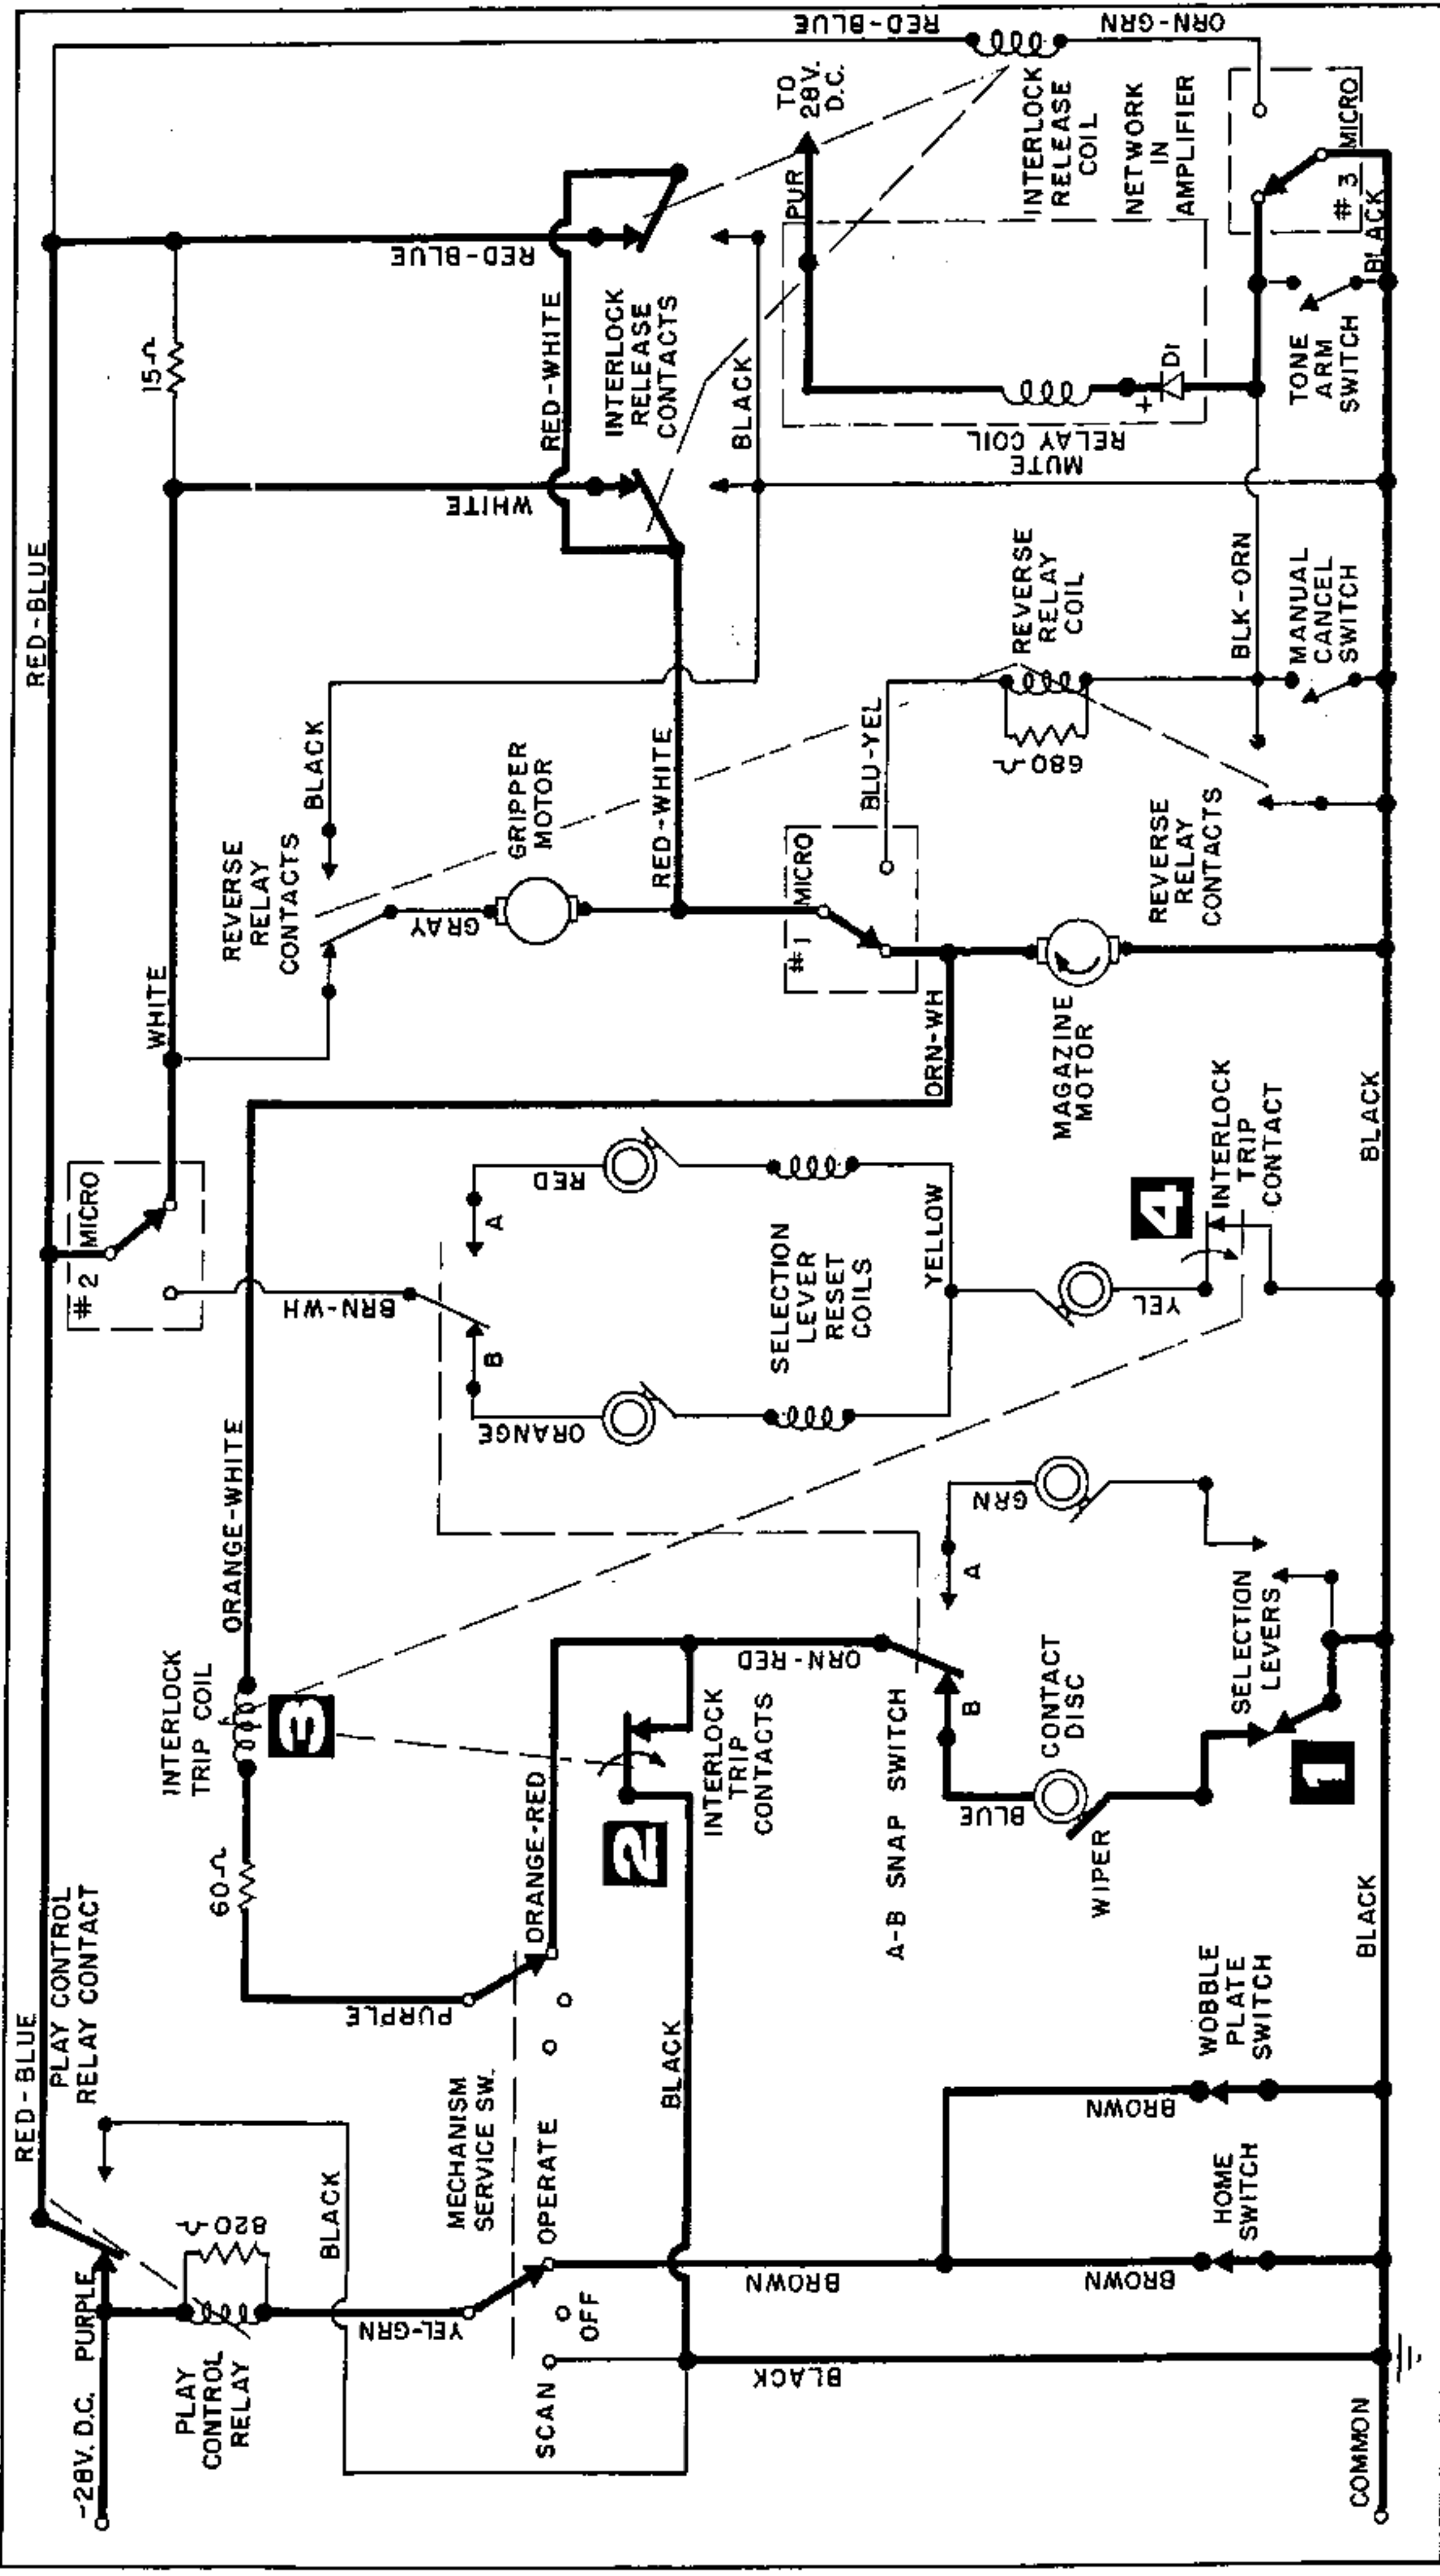 -28V. D.C.
PURPLE
RED-BLUE
PLAY CONTROL
RELAY CONTACT
RED-BLUE
PLAY
CONTROL
RELAY
820Ω
BLACK
YEL-GRN
MECHANISM
SERVICE SW.
SCAN
OFF
OPERATE
PURPLE
60Ω
INTERLOCK
TRIP COIL
3
ORANGE-WHITE
ORANGE-RED
2
INTERLOCK
TRIP
CONTACTS
BLACK
ORN-RED
BROWN
BLACK
BROWN
HOME
SWITCH
BROWN
WOBBLE
PLATE
SWITCH
COMMON
BLACK
A-B SNAP SWITCH
B
A
BLUE
WIPER
CONTACT
DISC
GRN
SELECTION
LEVERS
1
#2
MICRO
BRN-WH
B
A
ORANGE
RED
SELECTION
LEVER
RESET
COILS
YELLOW
YEL
4
INTERLOCK
TRIP
CONTACT
BLACK
WHITE
REVERSE
RELAY
CONTACTS
BLACK
GRAY
GRIPPER
MOTOR
RED-WHITE
#1
MICRO
BLU-YEL
ORN-WH
MAGAZINE
MOTOR
REVERSE
RELAY
CONTACTS
680Ω
REVERSE
RELAY
COIL
BLK-ORN
MANUAL
CANCEL
SWITCH
15Ω
WHITE
RED-BLUE
RED-WHITE
INTERLOCK
RELEASE
CONTACTS
BLACK
MUTE
RELAY COIL
+
D1
PUR
TO
28V.
D.C.
INTERLOCK
RELEASE
COIL
NETWORK
IN
AMPLIFIER
TONE
ARM
SWITCH
BLACK
#3
MICRO
RED-BLUE
ORN-GRN